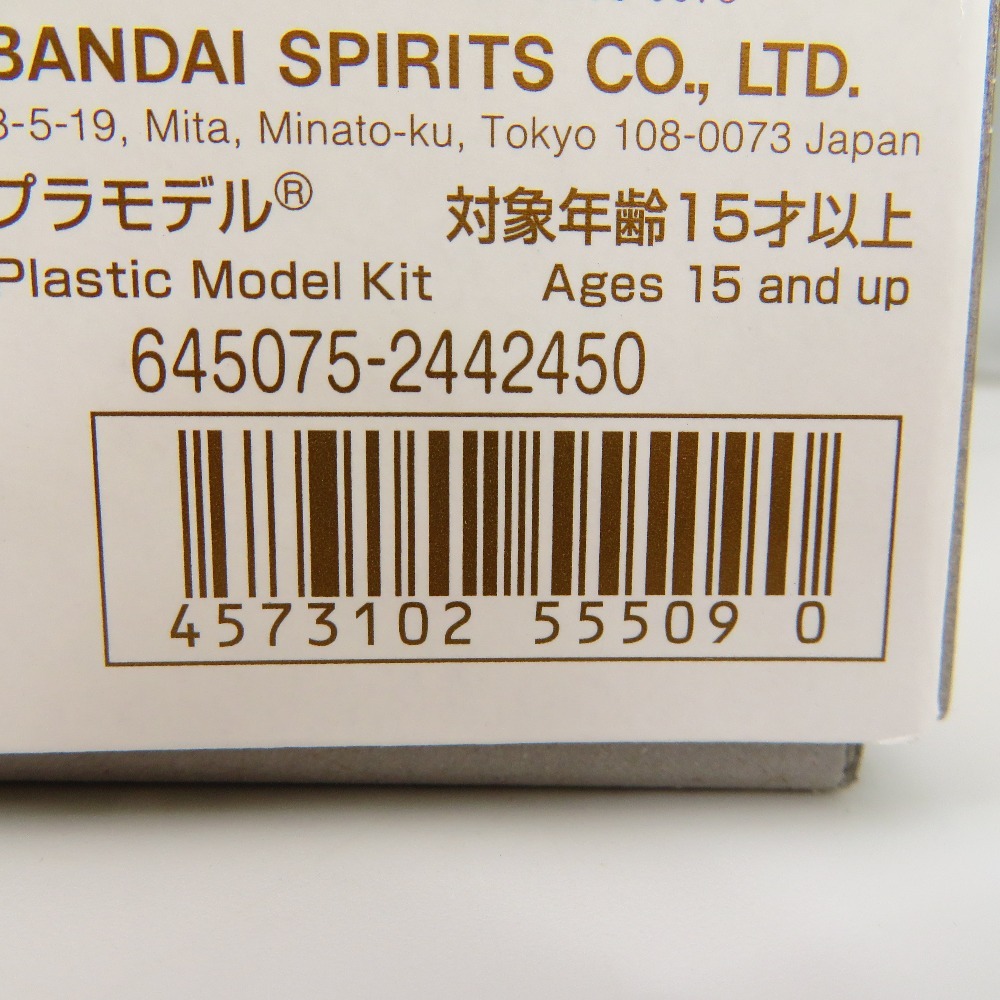 BANDAI SPIRITS CO., LTD.
3-5-19, Mita, Minato-ku, Tokyo 108-0073 Japan
プラモデル® 対象年齢15才以上
Plastic Model Kit Ages 15 and up
645075-2442450
4573102 55509 0